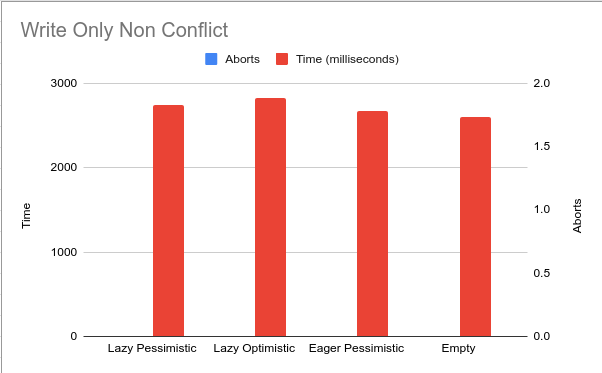 Write Only Non Conflict
Aborts Time (milliseconds)
3000 2.0
1.5
2000
1.0
1000
0.5
0 0.0
Time
Aborts
Lazy Pessimistic Lazy Optimistic Eager Pessimistic Empty